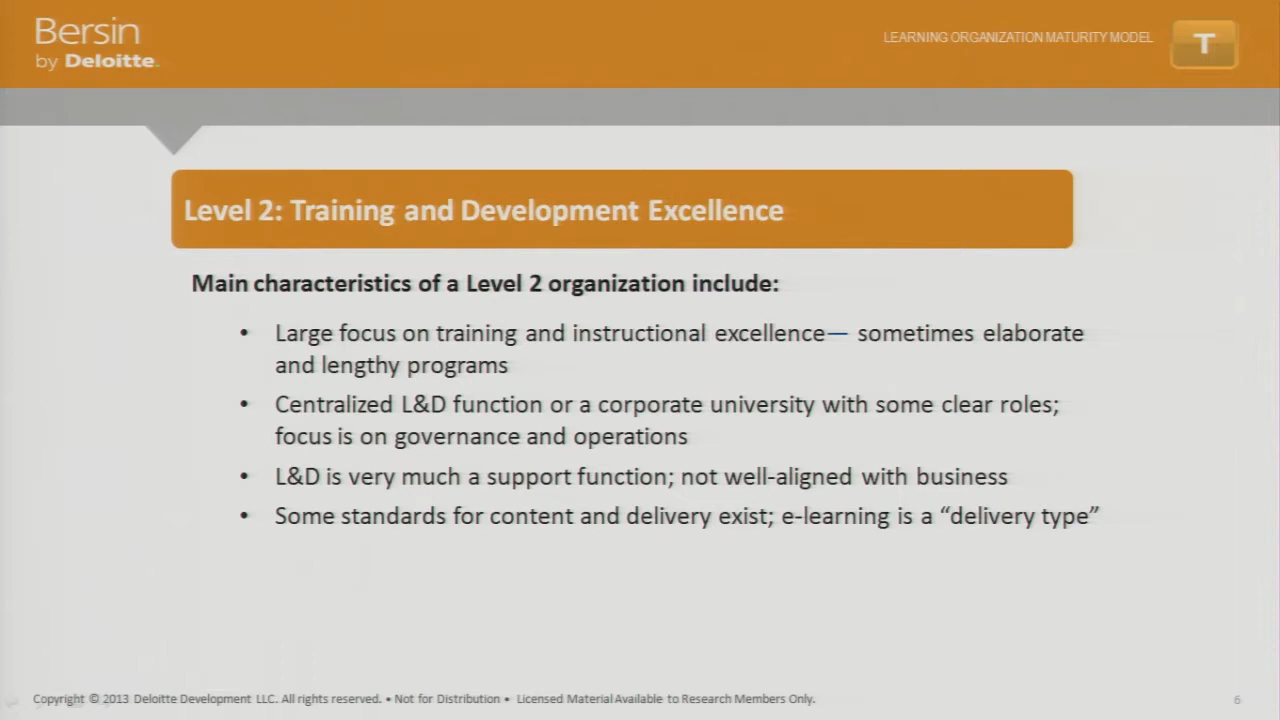 Bersin
by Deloitte.
LEARNING ORGANIZATION MATURITY MODEL
T
Level 2: Training and Development Excellence
Main characteristics of a Level 2 organization include:
• Large focus on training and instructional excellence— sometimes elaborate
and lengthy programs
• Centralized L&D function or a corporate university with some clear roles;
focus is on governance and operations
• L&D is very much a support function; not well-aligned with business
• Some standards for content and delivery exist; e-learning is a “delivery type”
Copyright © 2013 Deloitte Development LLC. All rights reserved. • Not for Distribution • Licensed Material Available to Research Members Only.
6